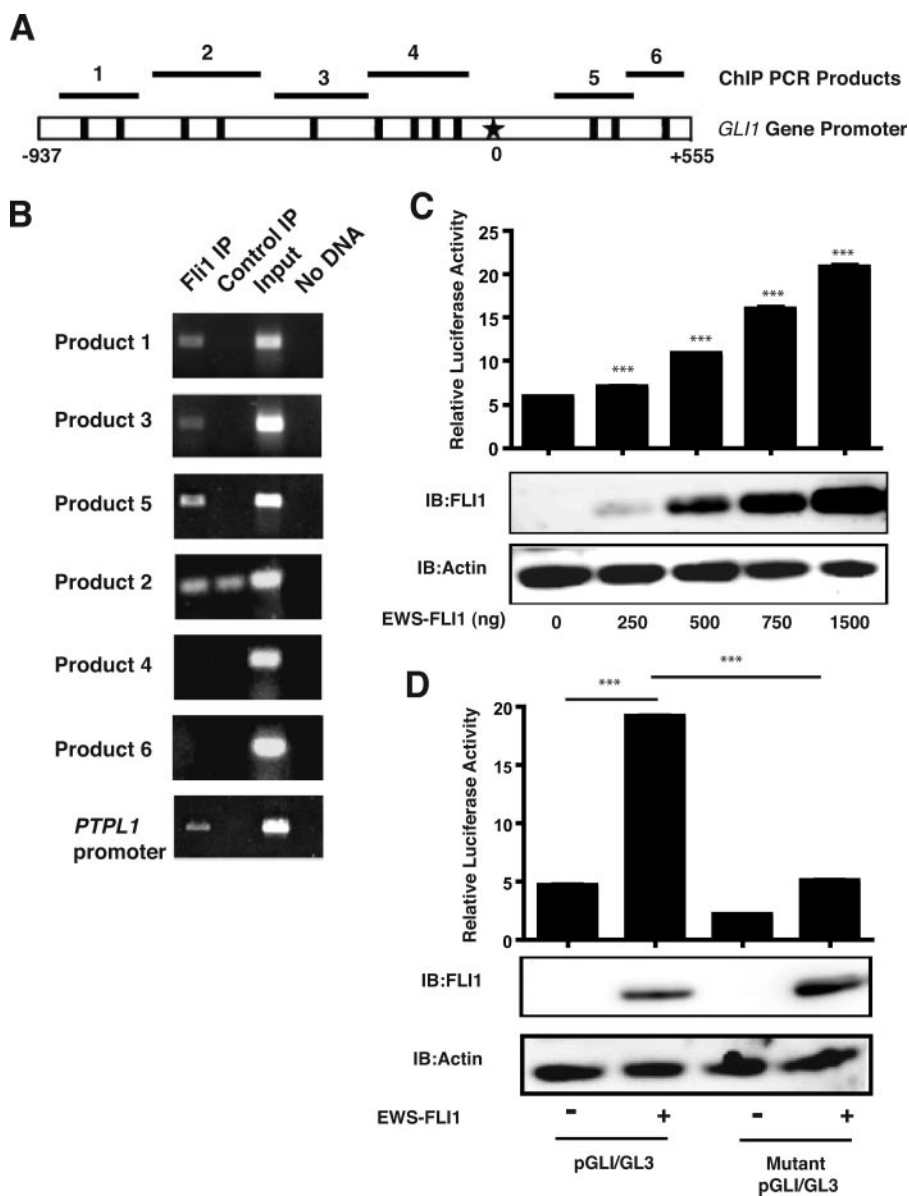 A
1 2 3 4 5 6
ChIP PCR Products
GLI1 Gene Promoter
-937 0 +555
B
Fli1 IP
Control IP
Input
No DNA
Product 1
Product 3
Product 5
Product 2
Product 4
Product 6
PTPL1
promoter
C
Relative Luciferase Activity
25
20
15
10
5
0
***
***
***
***
IB:FLI1
IB:Actin
EWS-FLI1 (ng) 0 250 500 750 1500
D
Relative Luciferase Activity
20
15
10
5
0
***
***
IB:FLI1
IB:Actin
EWS-FLI1 - + - +
pGLI/GL3
Mutant
pGLI/GL3